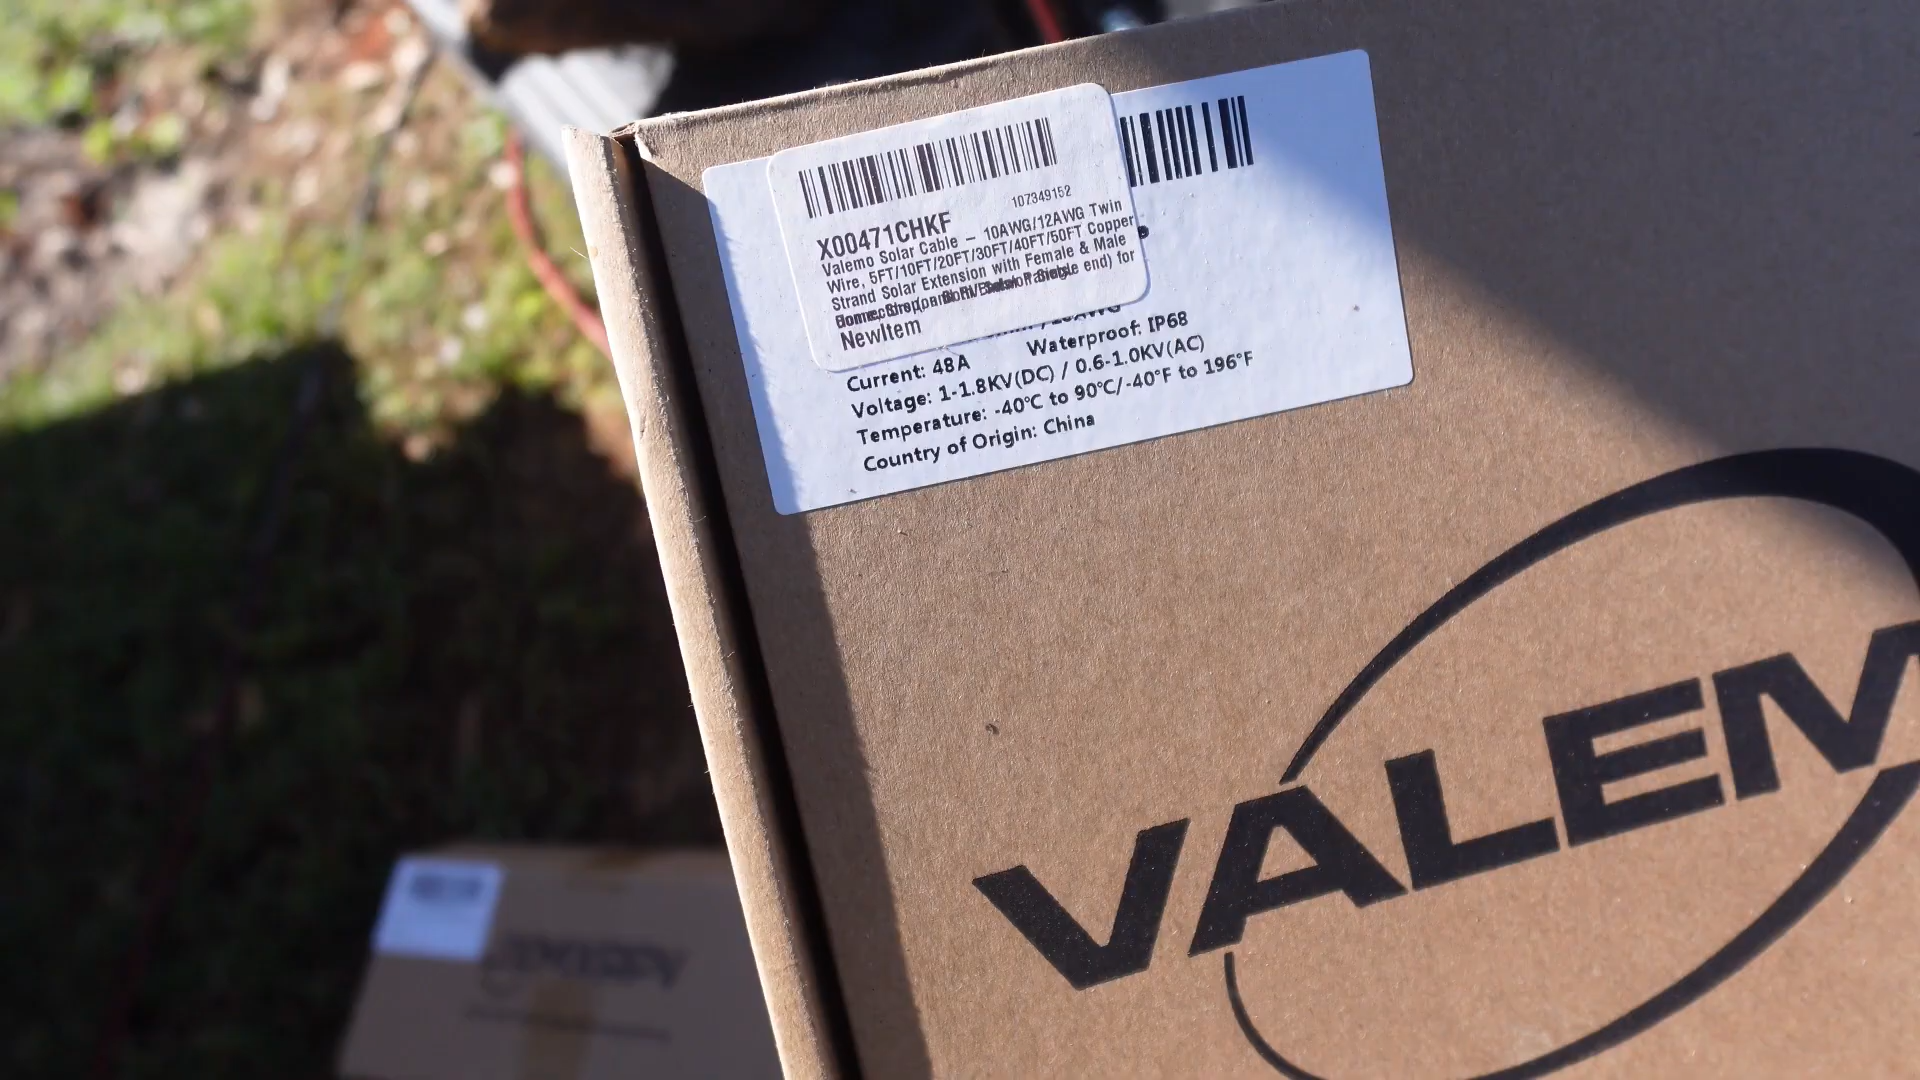 107349152
X00471CHKF
Valemo Solar Cable – 10AWG/12AWG Twin
Wire, 5FT/10FT/20FT/30FT/40FT/50FT Copper
Strand Solar Extension with Female & Male
end) for
NewItem
Current: 48A Waterproof: IP68
Voltage: 1-1.8KV(DC) / 0.6-1.0KV(AC)
Temperature: -40℃ to 90℃/-40°F to 196°F
Country of Origin: China
VALEM